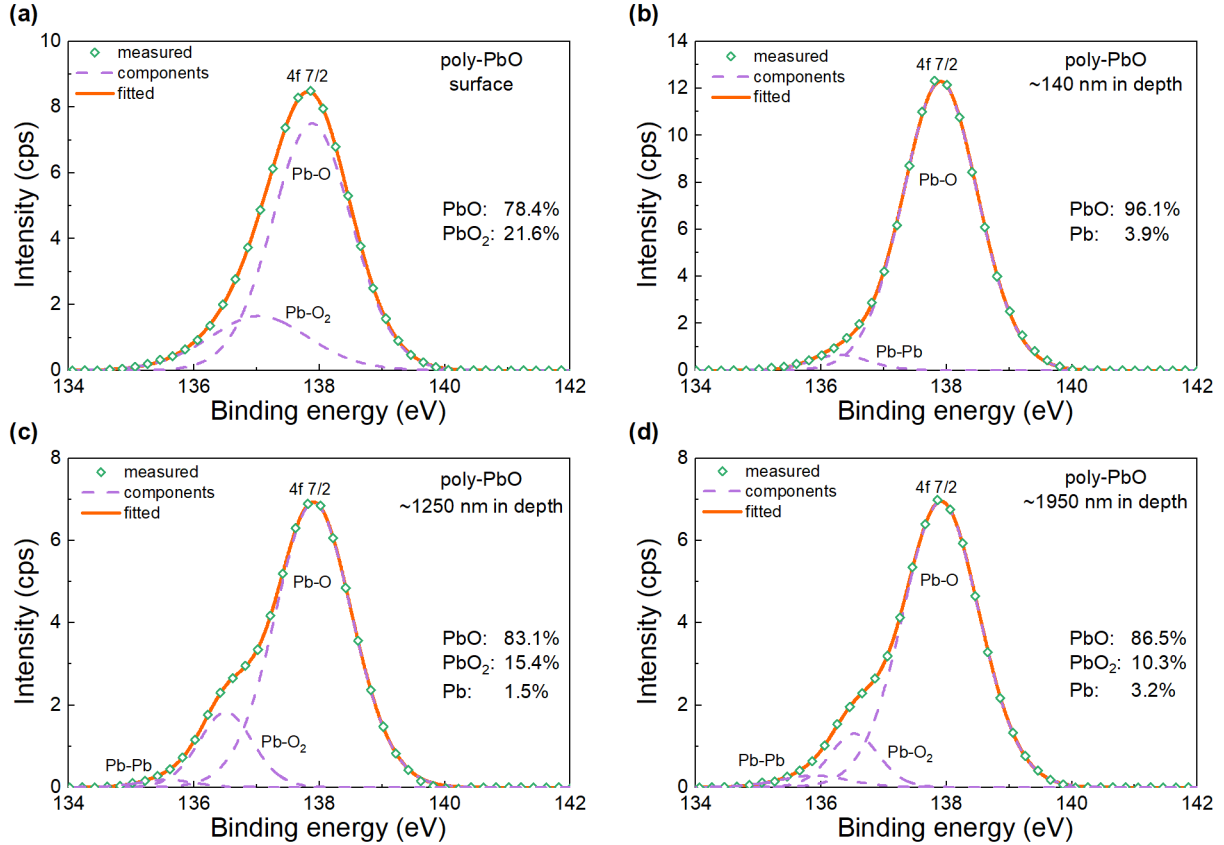 (a)
10
8
6
4
2
0
Intensity (cps)
measured
components
fitted
4f 7/2
poly-PbO
surface
Pb-O
PbO: 78.4%
PbO₂: 21.6%
Pb-O₂
134 136 138 140 142
Binding energy (eV)
(b)
14
12
10
8
6
4
2
0
Intensity (cps)
measured
components
fitted
4f 7/2
poly-PbO
~140 nm in depth
Pb-O
PbO: 96.1%
Pb: 3.9%
Pb-Pb
134 136 138 140 142
Binding energy (eV)
(c)
8
6
4
2
0
Intensity (cps)
measured
components
fitted
4f 7/2
poly-PbO
~1250 nm in depth
Pb-O
PbO: 83.1%
PbO₂: 15.4%
Pb: 1.5%
Pb-O₂
Pb-Pb
134 136 138 140 142
Binding energy (eV)
(d)
8
6
4
2
0
Intensity (cps)
measured
components
fitted
4f 7/2
poly-PbO
~1950 nm in depth
Pb-O
PbO: 86.5%
PbO₂: 10.3%
Pb: 3.2%
Pb-O₂
Pb-Pb
134 136 138 140 142
Binding energy (eV)